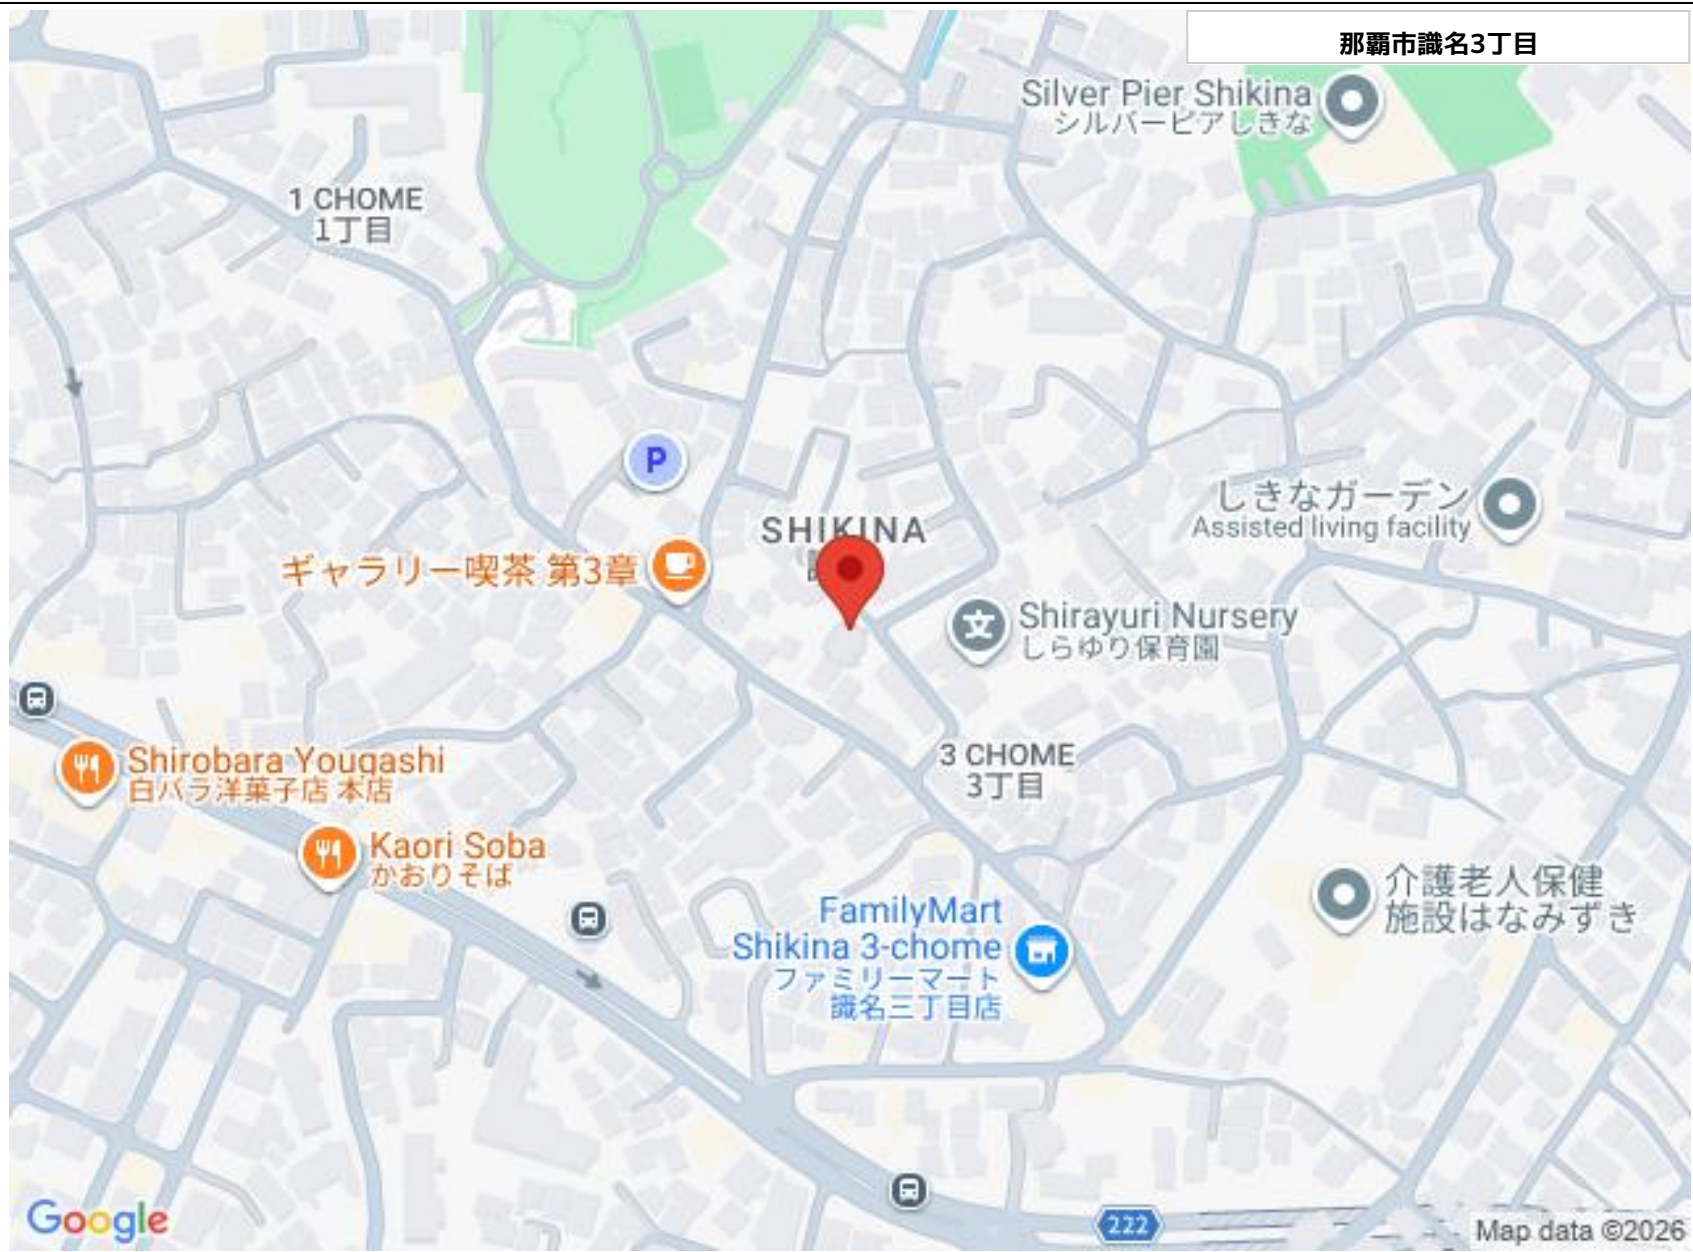 那覇市識名3丁目
Silver Pier Shikina
シルバーピアしきな
1 CHOME
1丁目
P
SHIKINA
しきなガーデン
Assisted living facility
ギャラリー喫茶 第3章
文
Shirayuri Nursery
しらゆり保育園
Shirobara Yougashi
白バラ洋菓子店 本店
3 CHOME
3丁目
Kaori Soba
かおりそば
介護老人保健
施設はなみずき
FamilyMart
Shikina 3-chome
ファミリーマート
識名三丁目店
222
Google
Map data ©2026